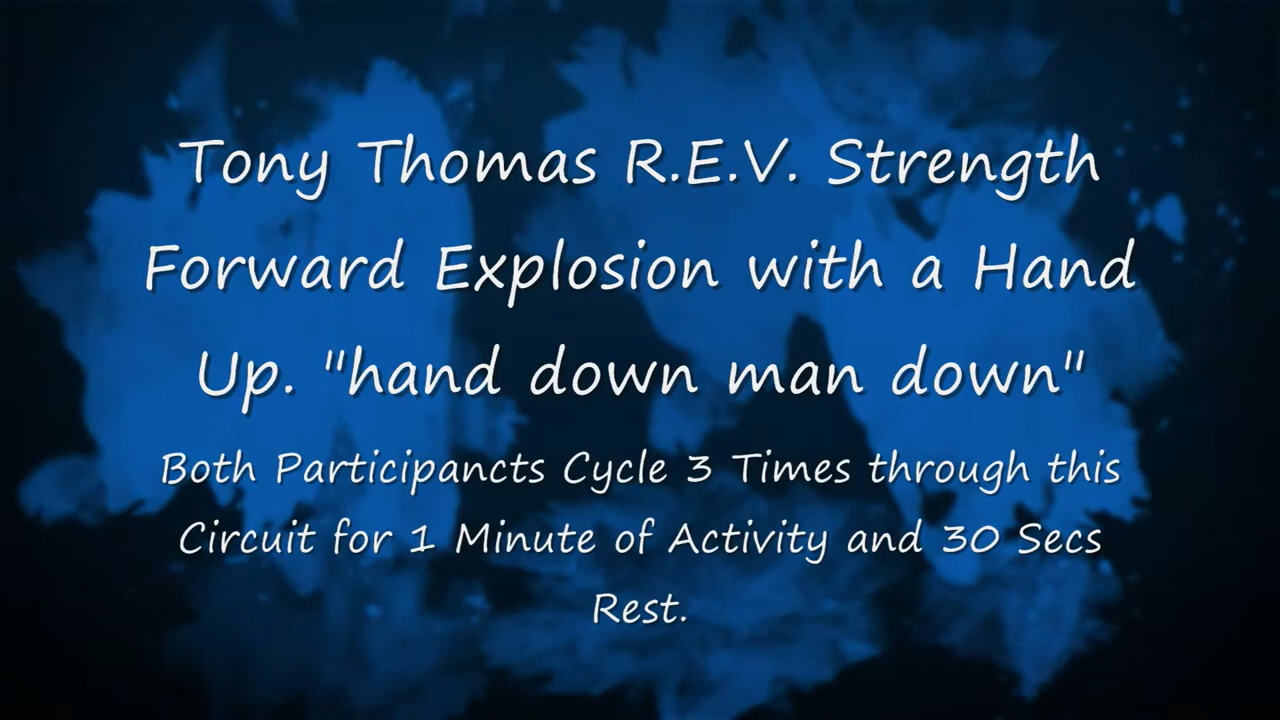 Tony Thomas R.E.V. Strength
Forward Explosion with a Hand
Up. "hand down man down"
Both Participancts Cycle 3 Times through this
Circuit for 1 Minute of Activity and 30 Secs
Rest.